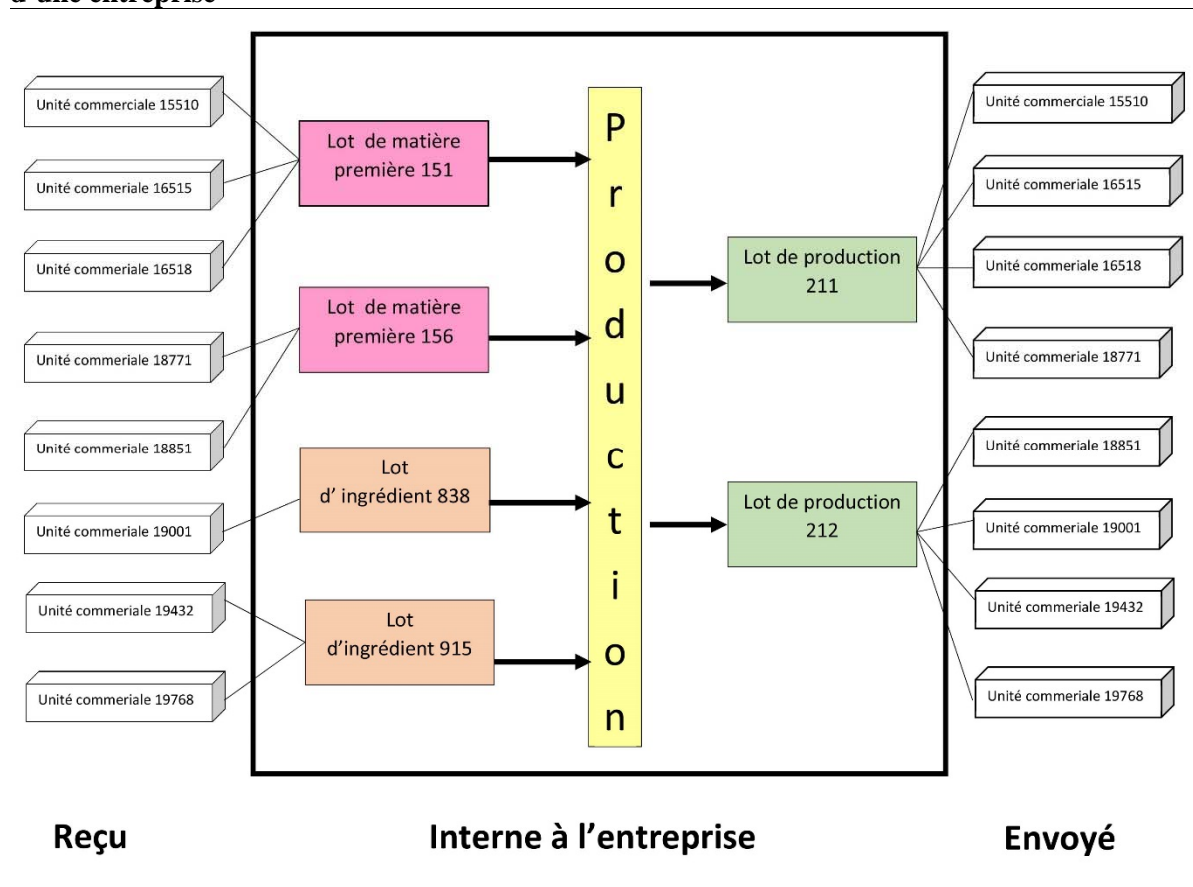 d'une entreprise
Unité commerciale 15510
Unité commeriale 16515
Unité commeriale 16518
Unité commeriale 18771
Unité commeriale 18851
Unité commeriale 19001
Unité commeriale 19432
Unité commeriale 19768
Lot de matière
première 151
Lot de matière
première 156
Lot
d' ingrédient 838
Lot
d'ingrédient 915
Production
Lot de production
211
Lot de production
212
Unité commerciale 15510
Unité commeriale 16515
Unité commeriale 16518
Unité commeriale 18771
Unité commeriale 18851
Unité commeriale 19001
Unité commeriale 19432
Unité commeriale 19768
Reçu
Interne à l'entreprise
Envoyé